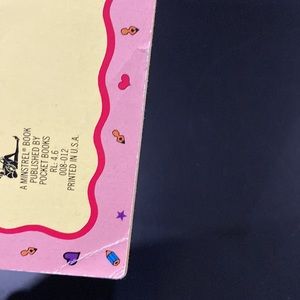 A MINSTREL® BOOK
PUBLISHED BY
POCKET BOOKS
RL: 4.6
008-012
PRINTED IN U.S.A.